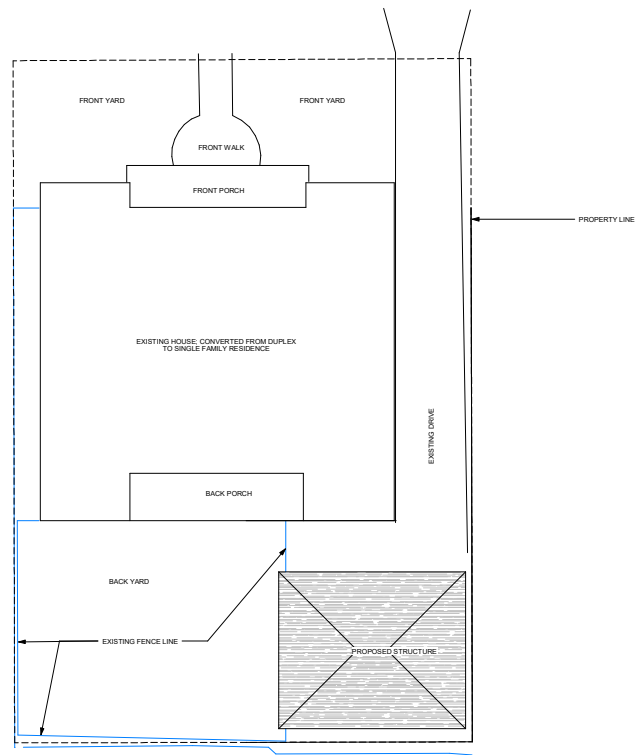 FRONT YARD
FRONT YARD
FRONT WALK
FRONT PORCH
PROPERTY LINE
EXISTING HOUSE; CONVERTED FROM DUPLEX
TO SINGLE FAMILY RESIDENCE
EXISTING DRIVE
BACK PORCH
BACK YARD
EXISTING FENCE LINE
PROPOSED STRUCTURE